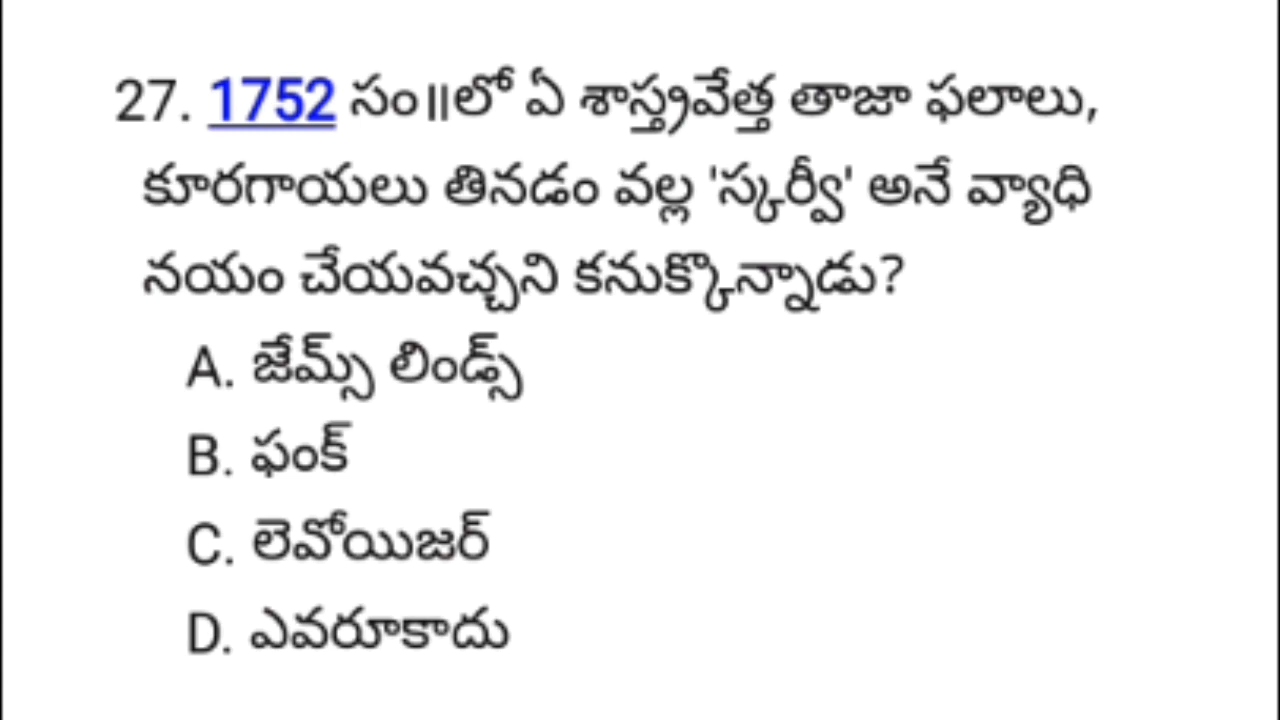 27. 1752 సం||లో ఏ శాస్త్రవేత్త తాజా ఫలాలు,
కూరగాయలు తినడం వల్ల 'స్కర్వీ' అనే వ్యాధి
నయం చేయవచ్చని కనుక్కొన్నాడు?
A. జేమ్స్ లిండ్స్
B. ఫంక్
C. లెవోయిజర్
D. ఎవరూకాదు